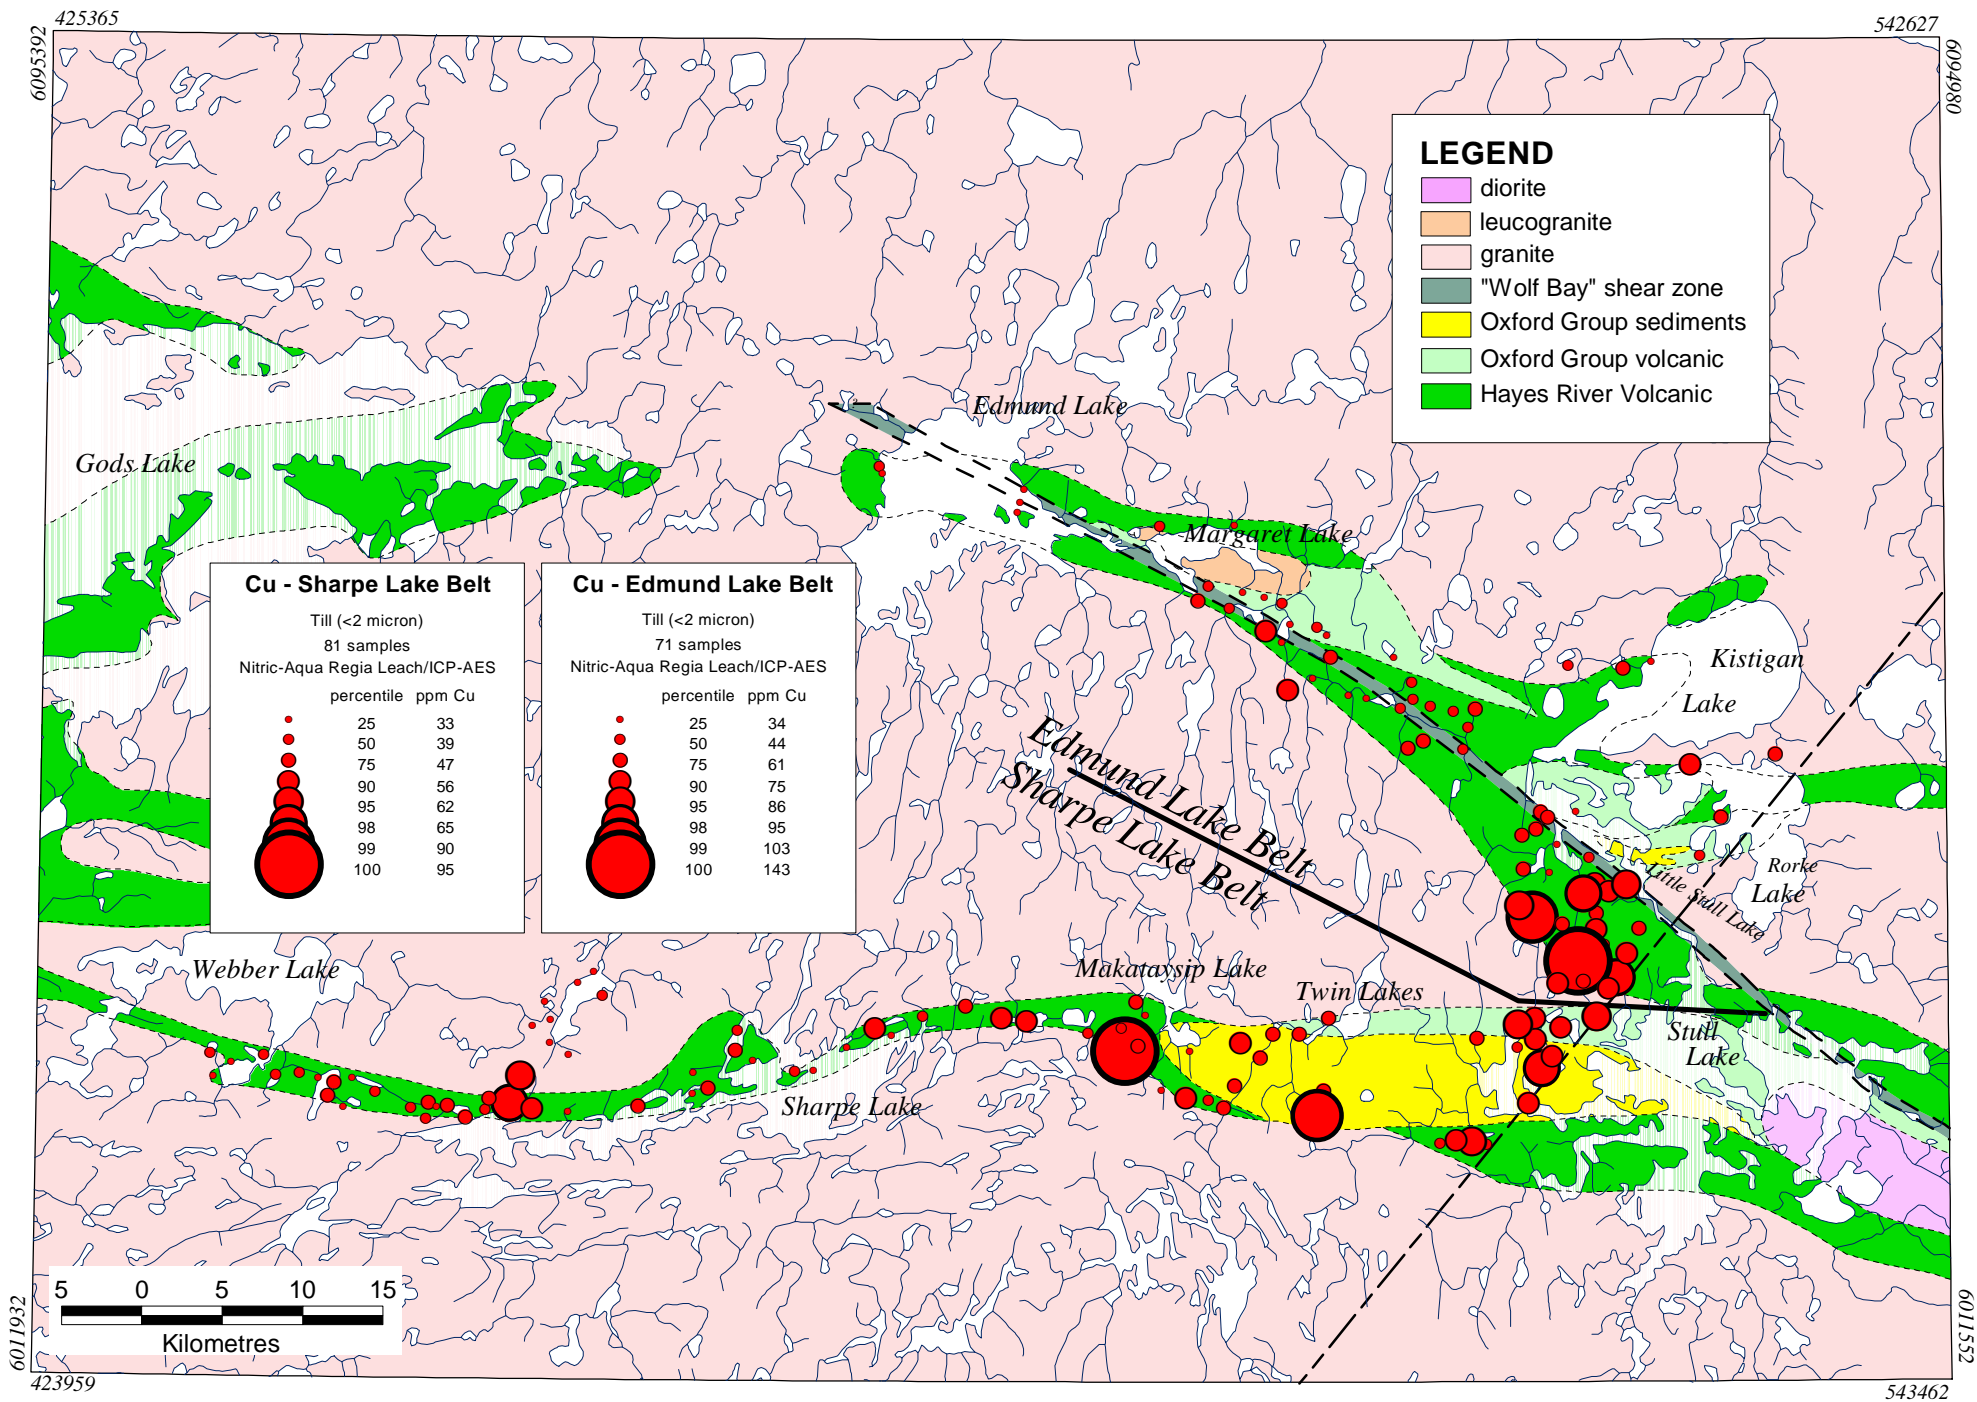 425365
542627
6095392
6094980
LEGEND
diorite
leucogranite
granite
"Wolf Bay" shear zone
Oxford Group sediments
Oxford Group volcanic
Hayes River Volcanic
Edmund Lake
Gods Lake
Margaret Lake
Cu - Sharpe Lake Belt
Till (<2 micron)
81 samples
Nitric-Aqua Regia Leach/ICP-AES
percentile ppm Cu
25 33
50 39
75 47
90 56
95 62
98 65
99 90
100 95
Cu - Edmund Lake Belt
Till (<2 micron)
71 samples
Nitric-Aqua Regia Leach/ICP-AES
percentile ppm Cu
25 34
50 44
75 61
90 75
95 86
98 95
99 103
100 143
Kistigan
Lake
Edmund Lake Belt
Sharpe Lake Belt
Rorke
Lake
Little Stull Lake
Webber Lake
Makataysip Lake
Twin Lakes
Stull
Lake
Sharpe Lake
5 0 5 10 15
Kilometres
6011932
423959
6011552
543462